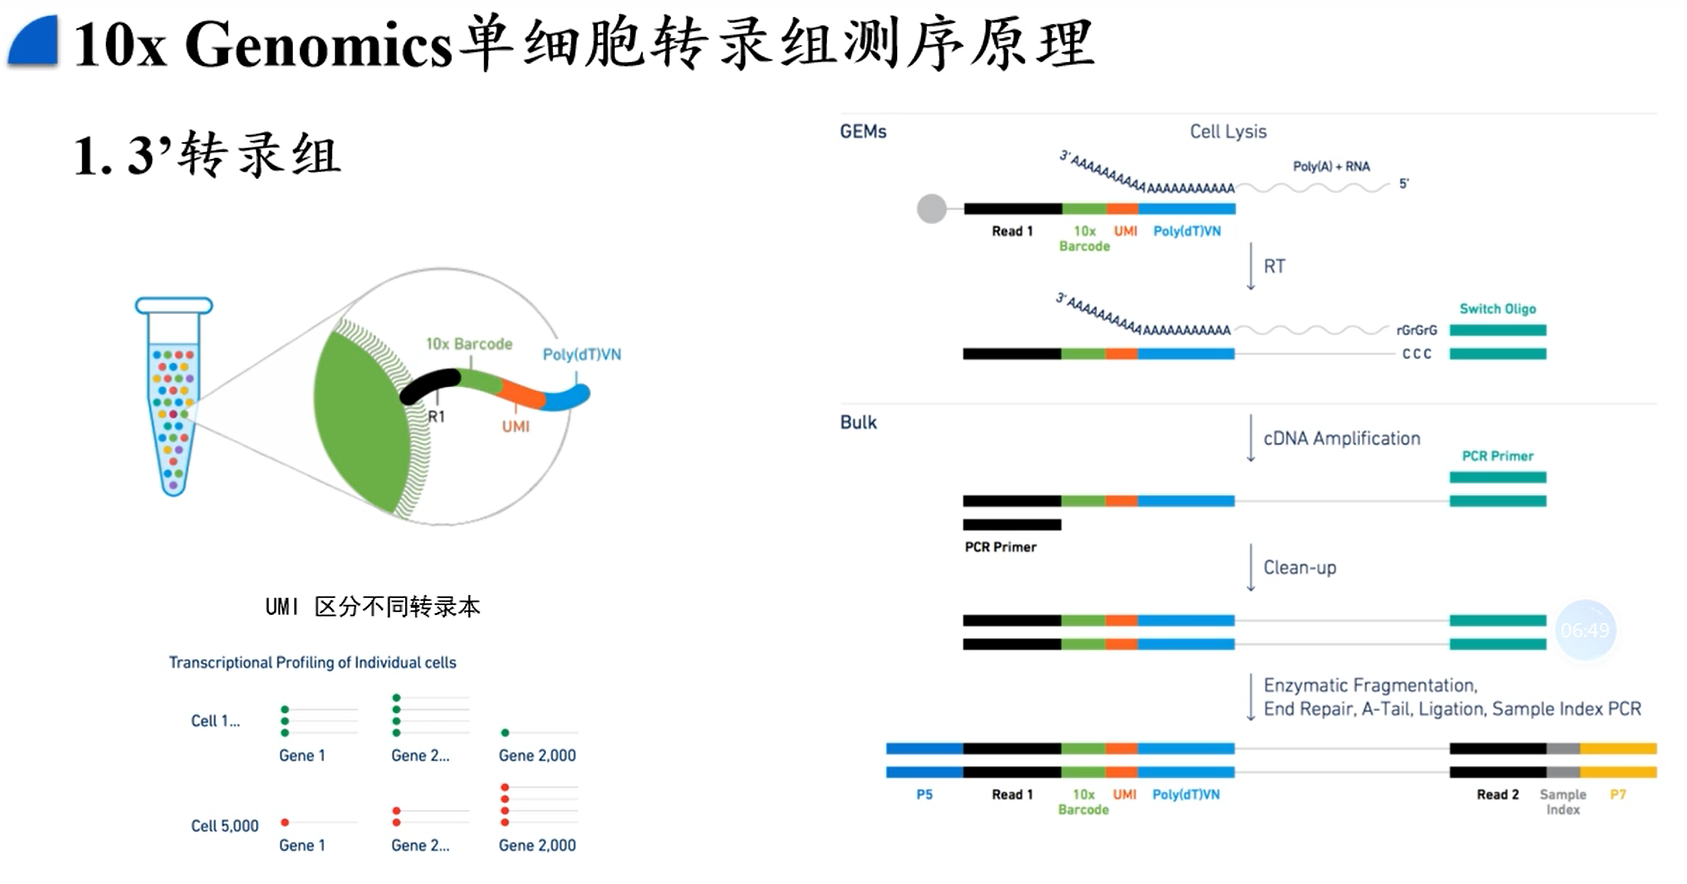 10x Genomics单细胞转录组测序原理
1. 3’转录组
10x Barcode
Poly(dT)VN
R1
UMI
UMI 区分不同转录本
Transcriptional Profiling of Individual cells
Cell 1...
Gene 1
Gene 2...
Gene 2,000
Cell 5,000
Gene 1
Gene 2...
Gene 2,000
GEMs
Cell Lysis
3' AAAAAAAAAAAAAAAAAAAA
Poly(A) + RNA
5'
Read 1
10x
Barcode
UMI
Poly(dT)VN
RT
3' AAAAAAAAAAAAAAAAAAAA
rGrGrG
Switch Oligo
CCC
Bulk
cDNA Amplification
PCR Primer
PCR Primer
Clean-up
06:49
Enzymatic Fragmentation,
End Repair, A-Tail, Ligation, Sample Index PCR
P5
Read 1
10x
Barcode
UMI
Poly(dT)VN
Read 2
Sample
Index
P7